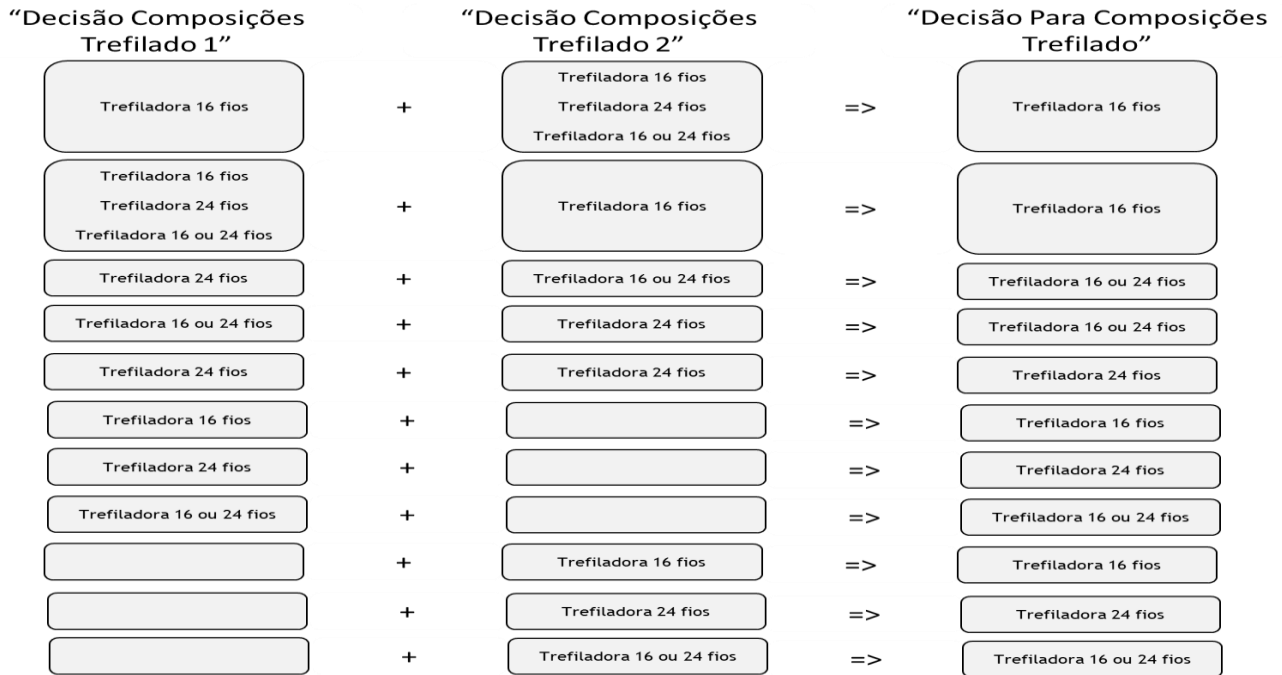 “Decisão Composições Trefilado 1”
“Decisão Composições Trefilado 2”
“Decisão Para Composições Trefilado”
Trefiladora 16 fios
+
Trefiladora 16 fios
Trefiladora 24 fios
Trefiladora 16 ou 24 fios
=>
Trefiladora 16 fios
Trefiladora 16 fios
Trefiladora 24 fios
Trefiladora 16 ou 24 fios
+
Trefiladora 16 fios
=>
Trefiladora 16 fios
Trefiladora 24 fios + Trefiladora 16 ou 24 fios => Trefiladora 16 ou 24 fios
Trefiladora 16 ou 24 fios + Trefiladora 24 fios => Trefiladora 16 ou 24 fios
Trefiladora 24 fios + Trefiladora 24 fios => Trefiladora 24 fios
Trefiladora 16 fios + => Trefiladora 16 fios
Trefiladora 24 fios + => Trefiladora 24 fios
Trefiladora 16 ou 24 fios + => Trefiladora 16 ou 24 fios
+ Trefiladora 16 fios => Trefiladora 16 fios
+ Trefiladora 24 fios => Trefiladora 24 fios
+ Trefiladora 16 ou 24 fios => Trefiladora 16 ou 24 fios